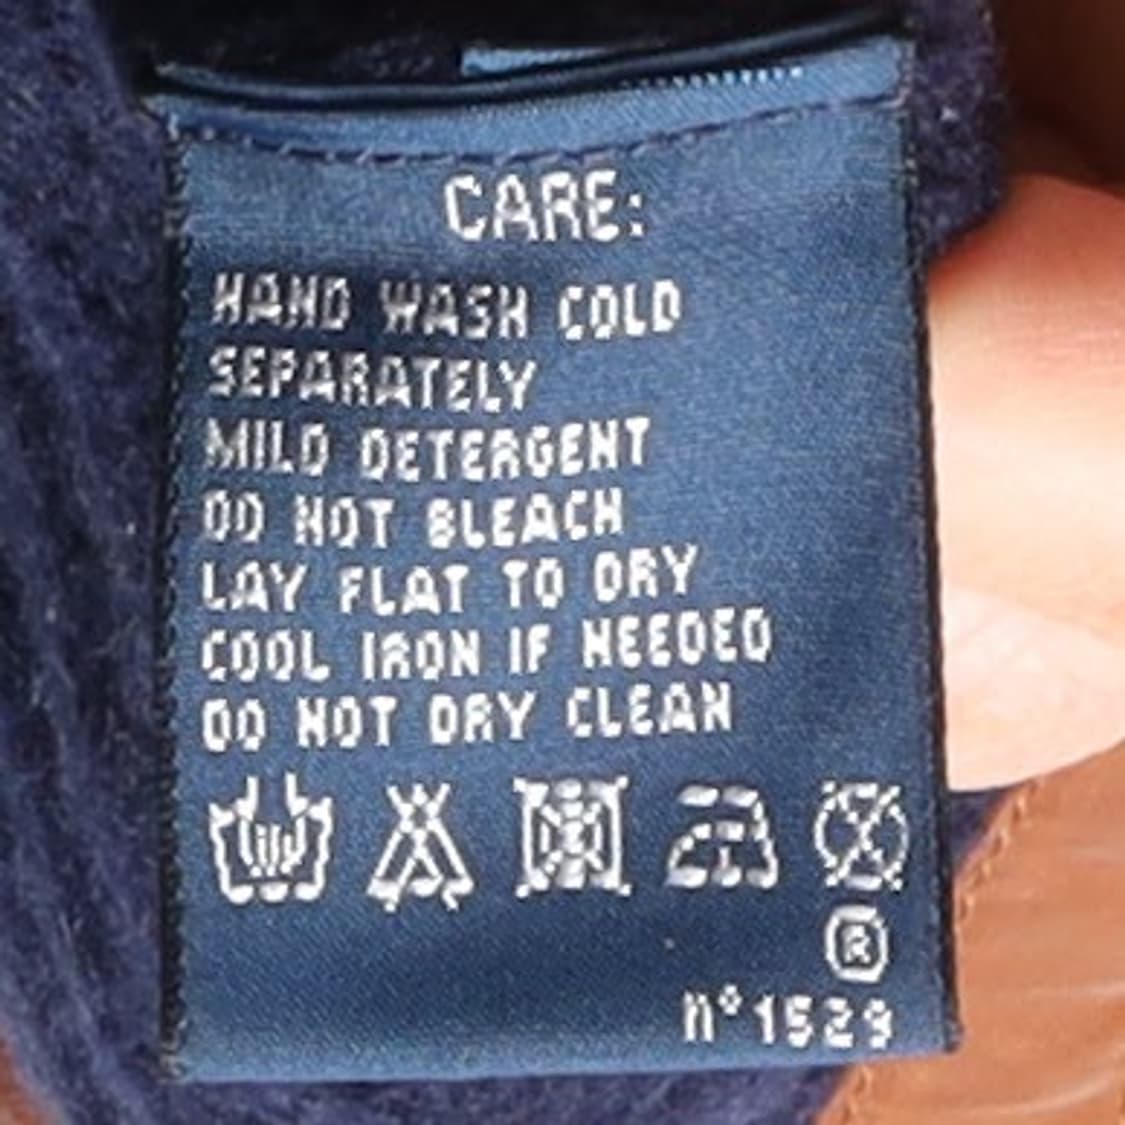 CARE:
HAND WASH COLD
SEPARATELY
MILD DETERGENT
DO NOT BLEACH
LAY FLAT TO DRY
COOL IRON IF NEEDED
DO NOT DRY CLEAN
®
n°1529